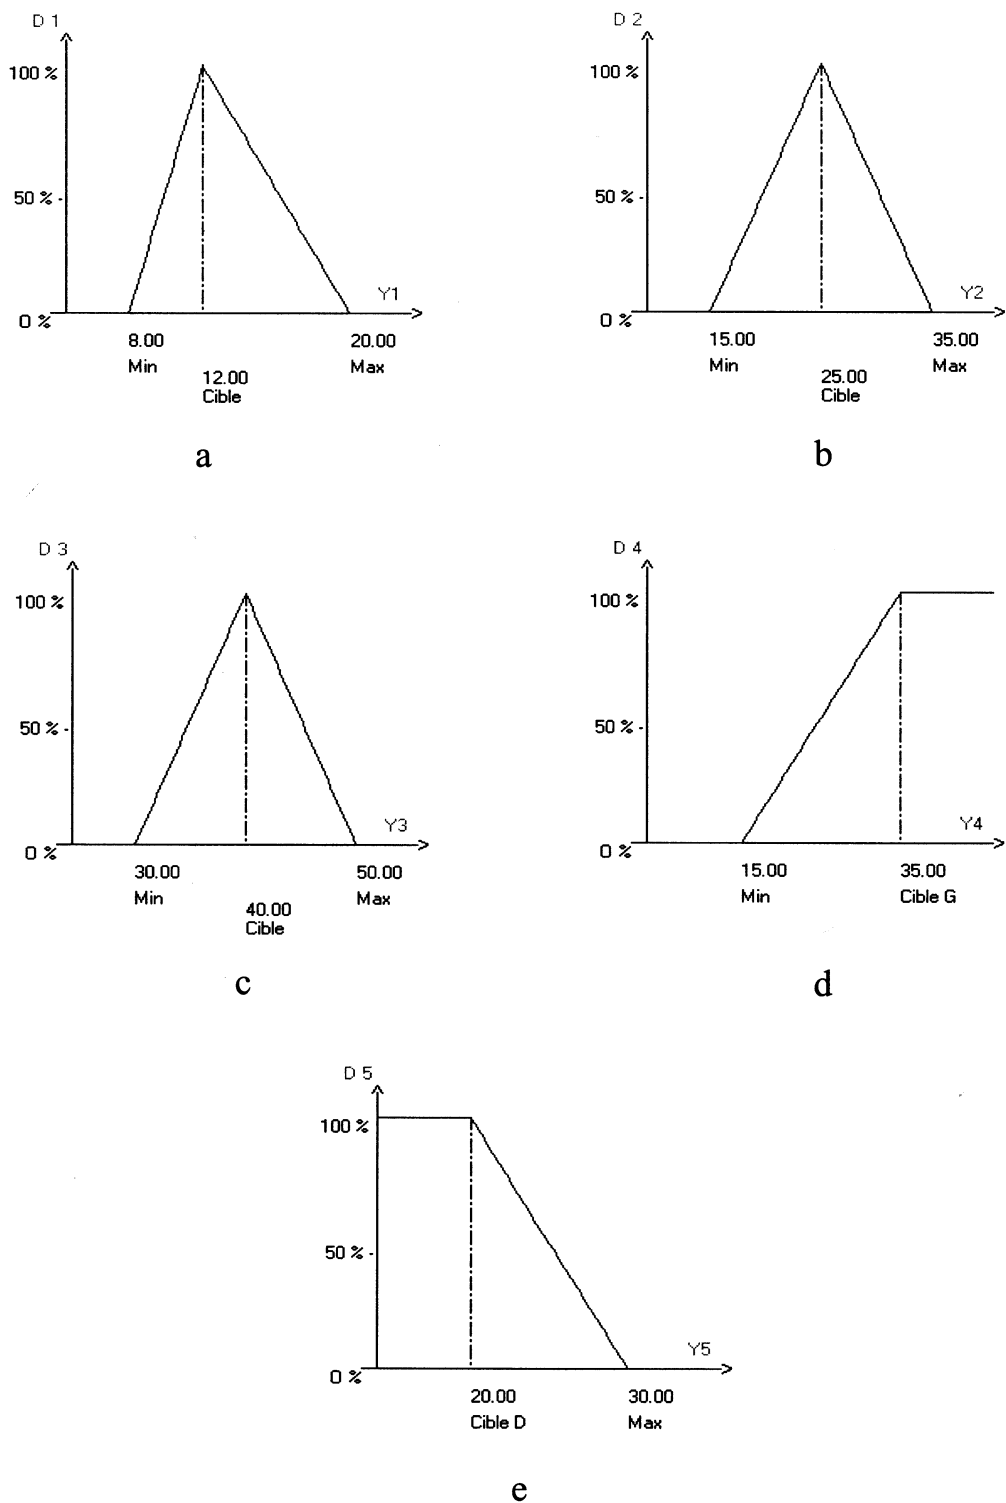 D 1
100 %
50 %
0 %
Y1
8.00
Min
12.00
Cible
20.00
Max
a
D 2
100 %
50 %
0 %
Y2
15.00
Min
25.00
Cible
35.00
Max
b
D 3
100 %
50 %
0 %
Y3
30.00
Min
40.00
Cible
50.00
Max
c
D 4
100 %
50 %
0 %
Y4
15.00
Min
35.00
Cible G
d
D 5
100 %
50 %
0 %
Y5
20.00
Cible D
30.00
Max
e